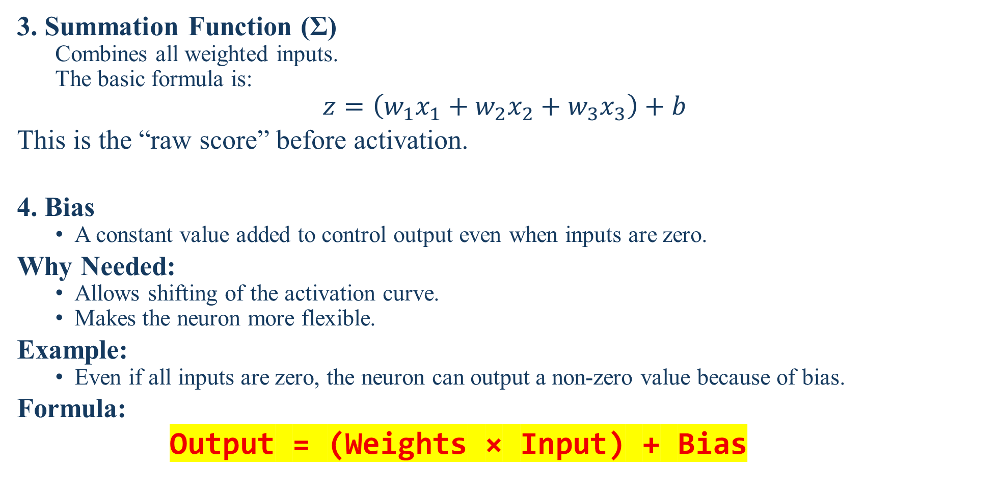 3. Summation Function (Σ)
Combines all weighted inputs.
The basic formula is:
z = (w₁x₁ + w₂x₂ + w₃x₃) + b
This is the “raw score” before activation.
4. Bias
• A constant value added to control output even when inputs are zero.
Why Needed:
• Allows shifting of the activation curve.
• Makes the neuron more flexible.
Example:
• Even if all inputs are zero, the neuron can output a non-zero value because of bias.
Formula:
Output = (Weights × Input) + Bias